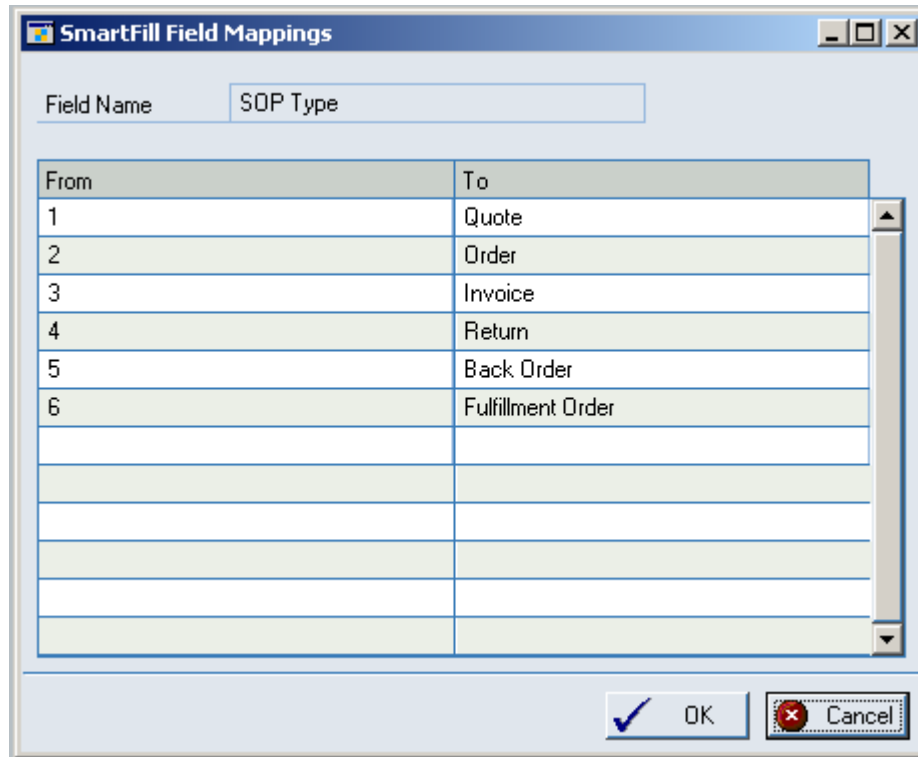 SmartFill Field Mappings
Field Name SOP Type
From To
1 Quote
2 Order
3 Invoice
4 Return
5 Back Order
6 Fulfillment Order
OK Cancel